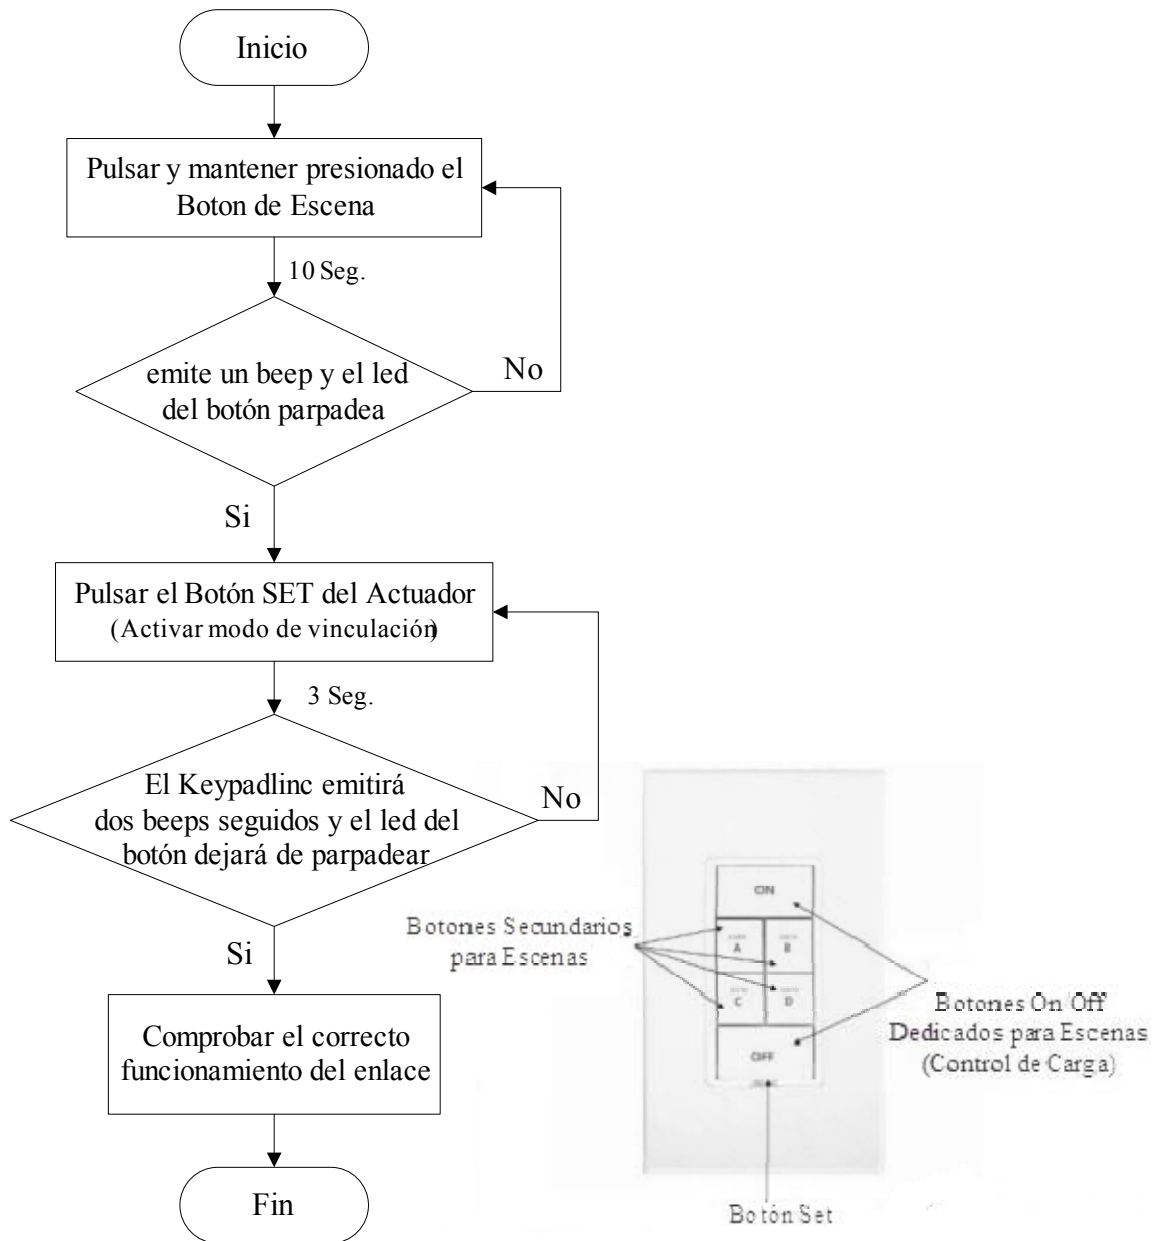 Inicio
Pulsar y mantener presionado el
Boton de Escena
10 Seg.
emite un beep y el led
del botón parpadea
No
Si
Pulsar el Botón SET del Actuador
(Activar modo de vinculación)
3 Seg.
El Keypadlinc emitirá
dos beeps seguidos y el led del
botón dejará de parpadear
No
Si
Comprobar el correcto
funcionamiento del enlace
Fin
Botones Secundarios
para Escenas
ON
A
B
C
D
OFF
Botones On Off
Dedicados para Escenas
(Control de Carga)
Botón Set